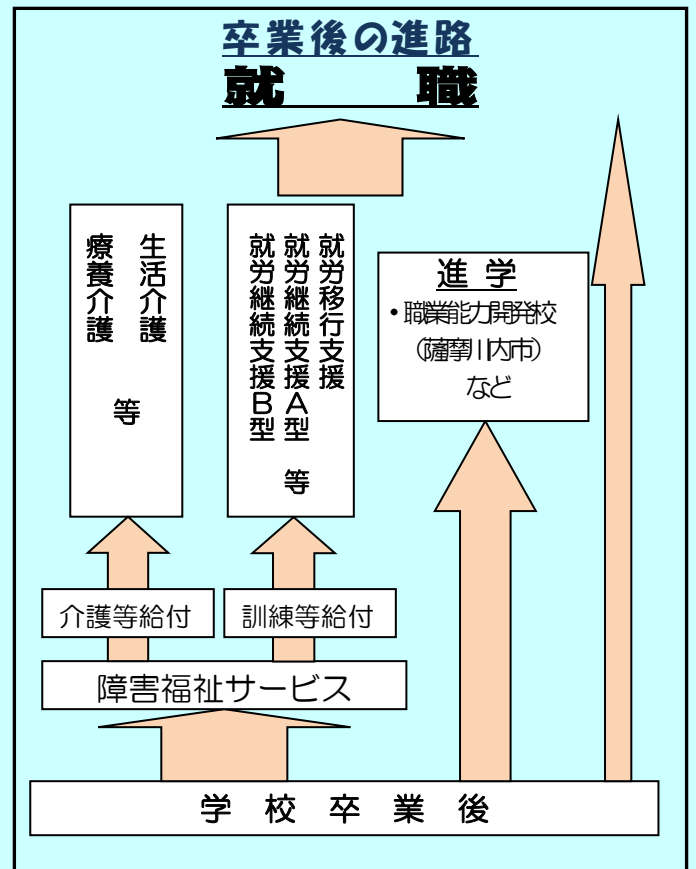 卒業後の進路
就　　職
生活介護
療養介護
等
就労移行支援
就労継続支援A型　等
就労継続支援B型
進 学
・職業能力開発校
（薩摩川内市）
など
介護等給付
訓練等給付
障害福祉サービス
学 校 卒 業 後